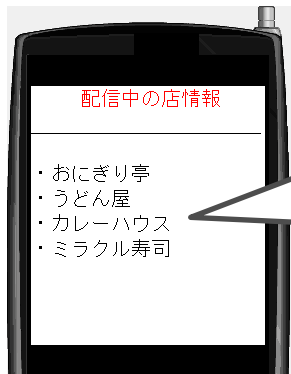 配信中の店情報
・おにぎり亭
・うどん屋
・カレーハウス
・ミラクル寿司